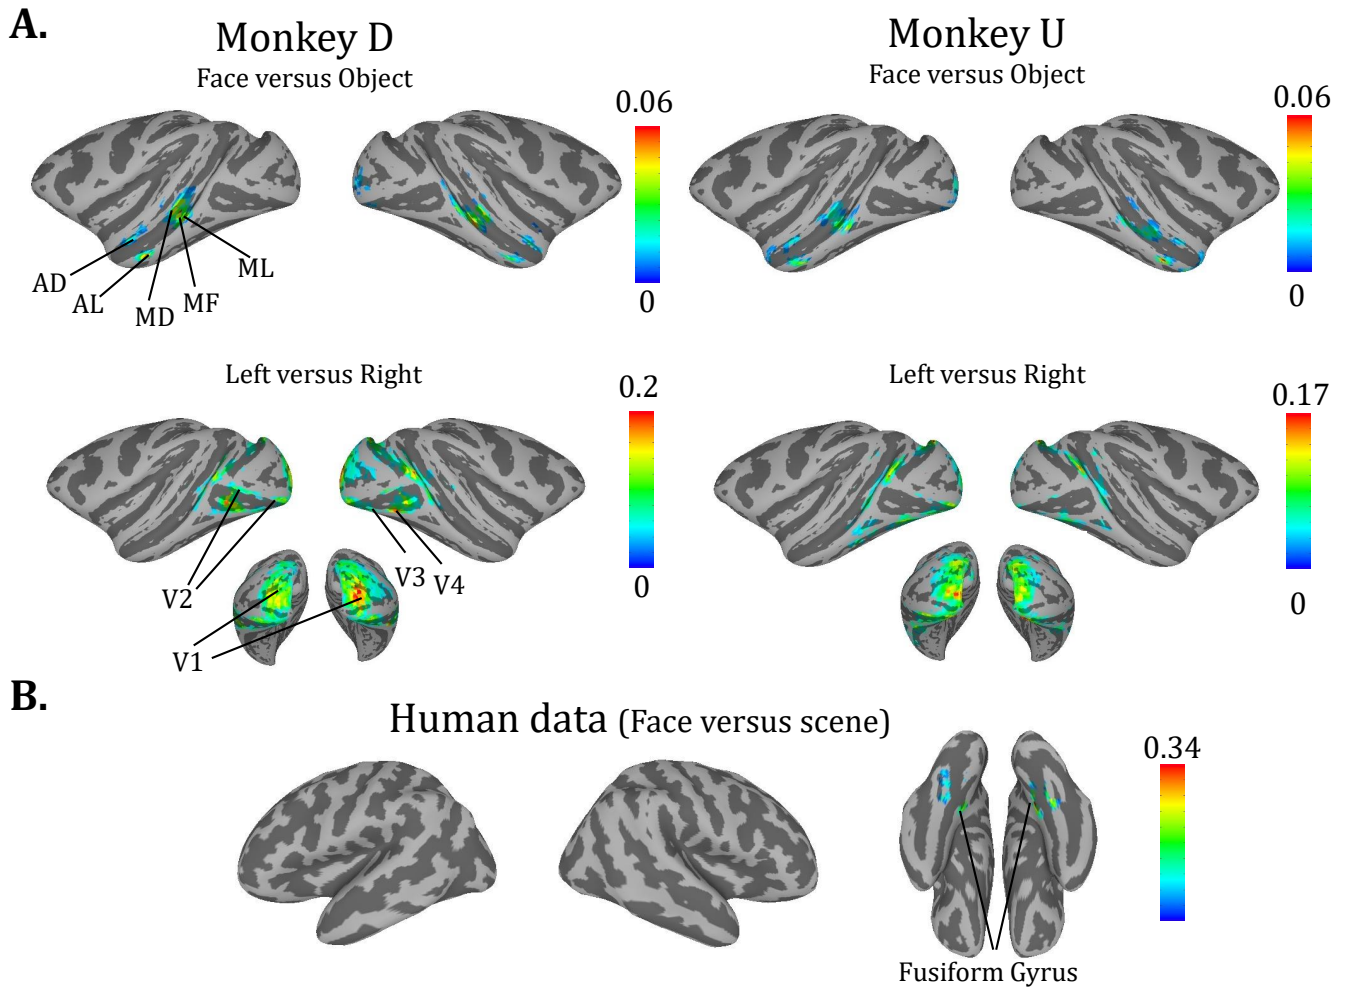 A.
Monkey D
Face versus Object
0.06
0
AD
AL
MD
MF
ML
Monkey U
Face versus Object
0.06
0
Left versus Right
0.2
0
V2
V1
V3
V4
Left versus Right
0.17
0
B.
Human data (Face versus scene)
0.34
Fusiform Gyrus